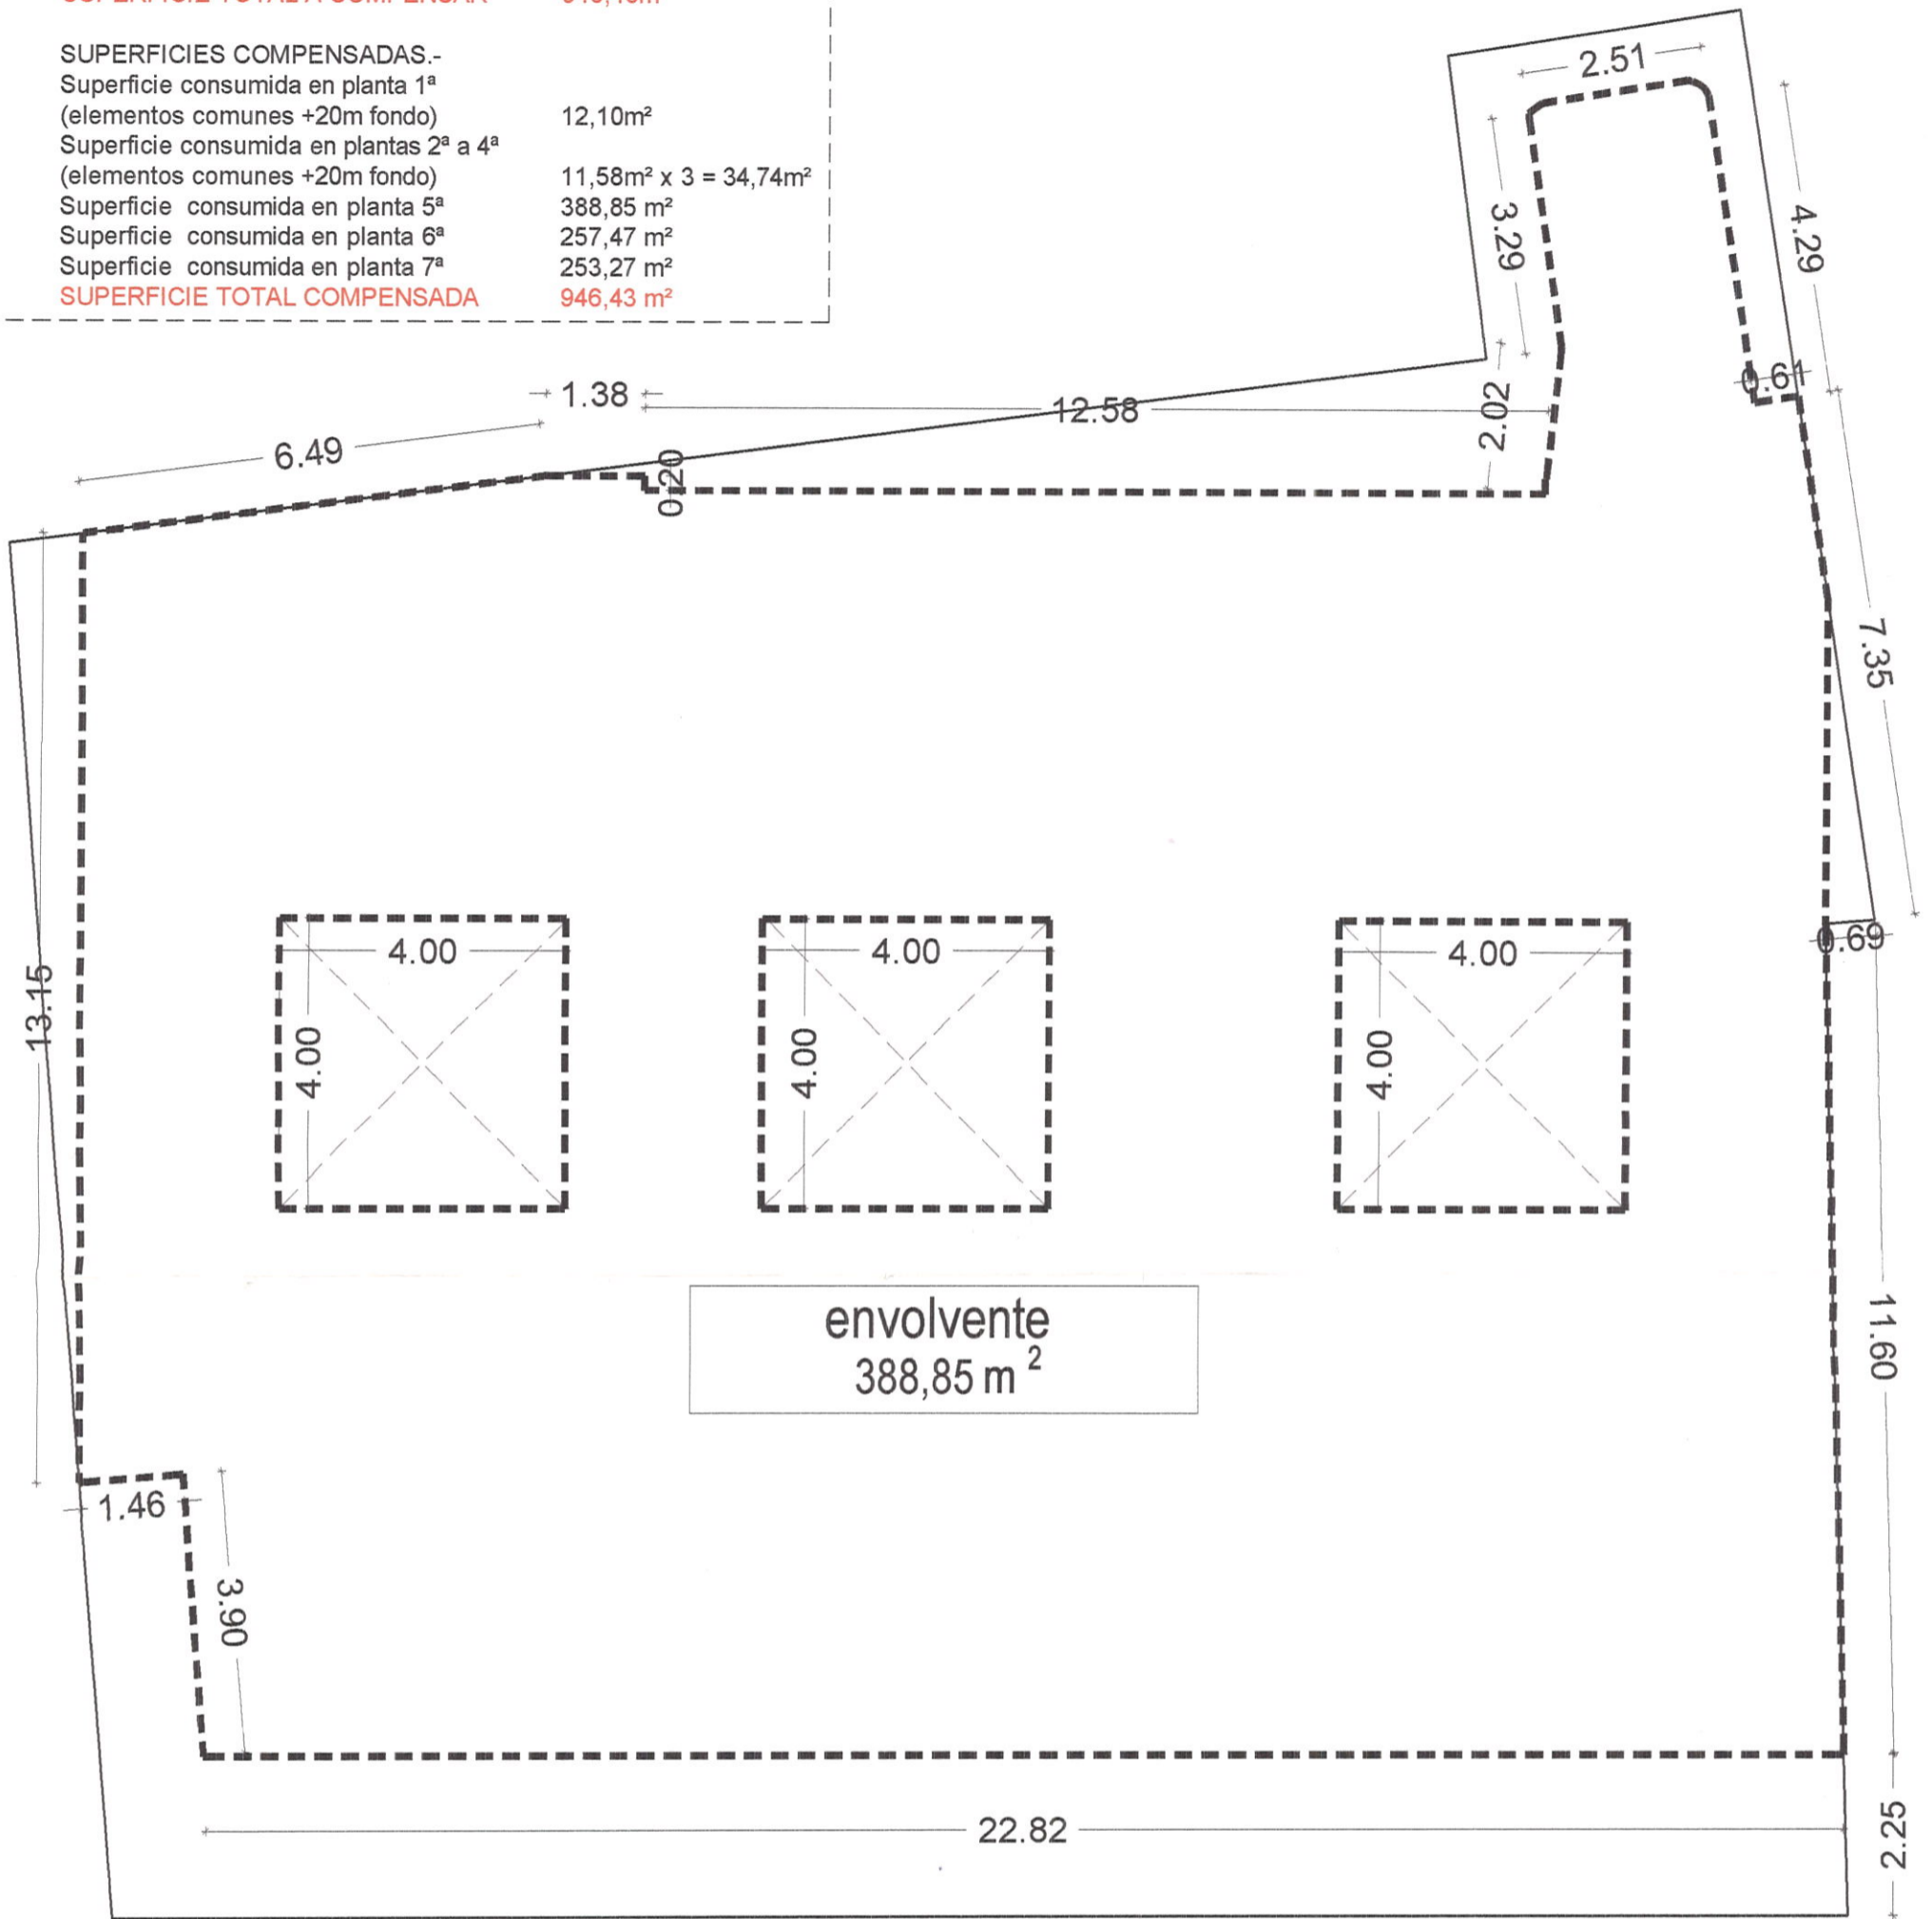 SUPERFICIES COMPENSADAS.-
Superficie consumida en planta 1ª
(elementos comunes +20m fondo) 12,10m²
Superficie consumida en plantas 2ª a 4ª
(elementos comunes +20m fondo) 11,58m² x 3 = 34,74m²
Superficie consumida en planta 5ª 388,85 m²
Superficie consumida en planta 6ª 257,47 m²
Superficie consumida en planta 7ª 253,27 m²
SUPERFICIE TOTAL COMPENSADA 946,43 m²
2.51
3.29
4.29
0.61
1.38
12.58
2.02
6.49
0.20
7.35
13.15
4.00
4.00
4.00
0.69
4.00
4.00
4.00
envolvente
388,85 m²
11.60
1.46
3.90
22.82
2.25